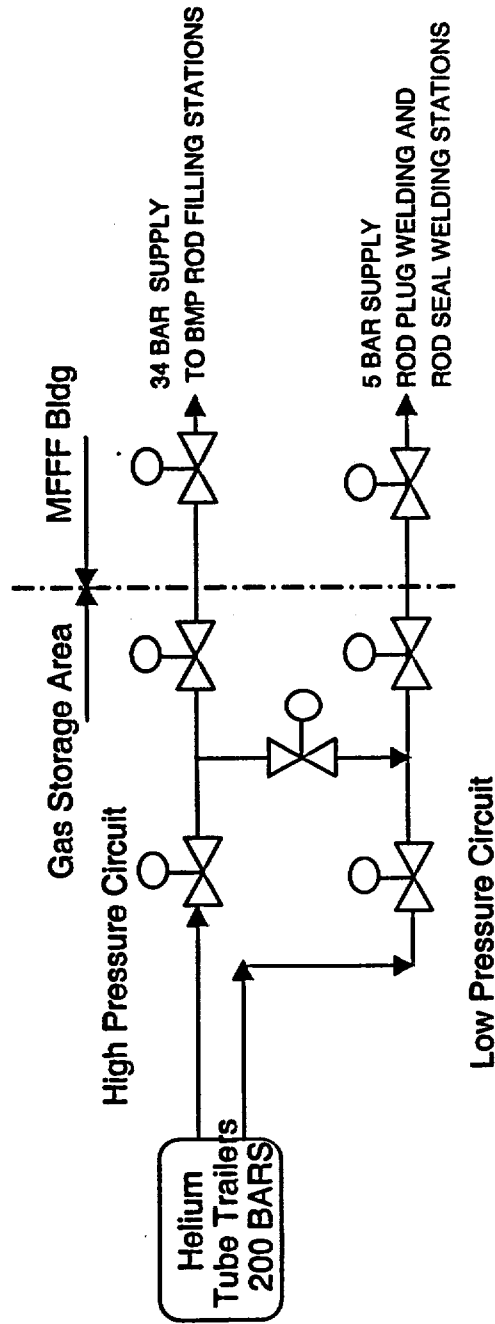 Gas Storage Area
MFFF Bldg
High Pressure Circuit
34 BAR SUPPLY
TO BMP ROD FILLING STATIONS
Helium
Tube Trailers
200 BARS
5 BAR SUPPLY
ROD PLUG WELDING AND
ROD SEAL WELDING STATIONS
Low Pressure Circuit